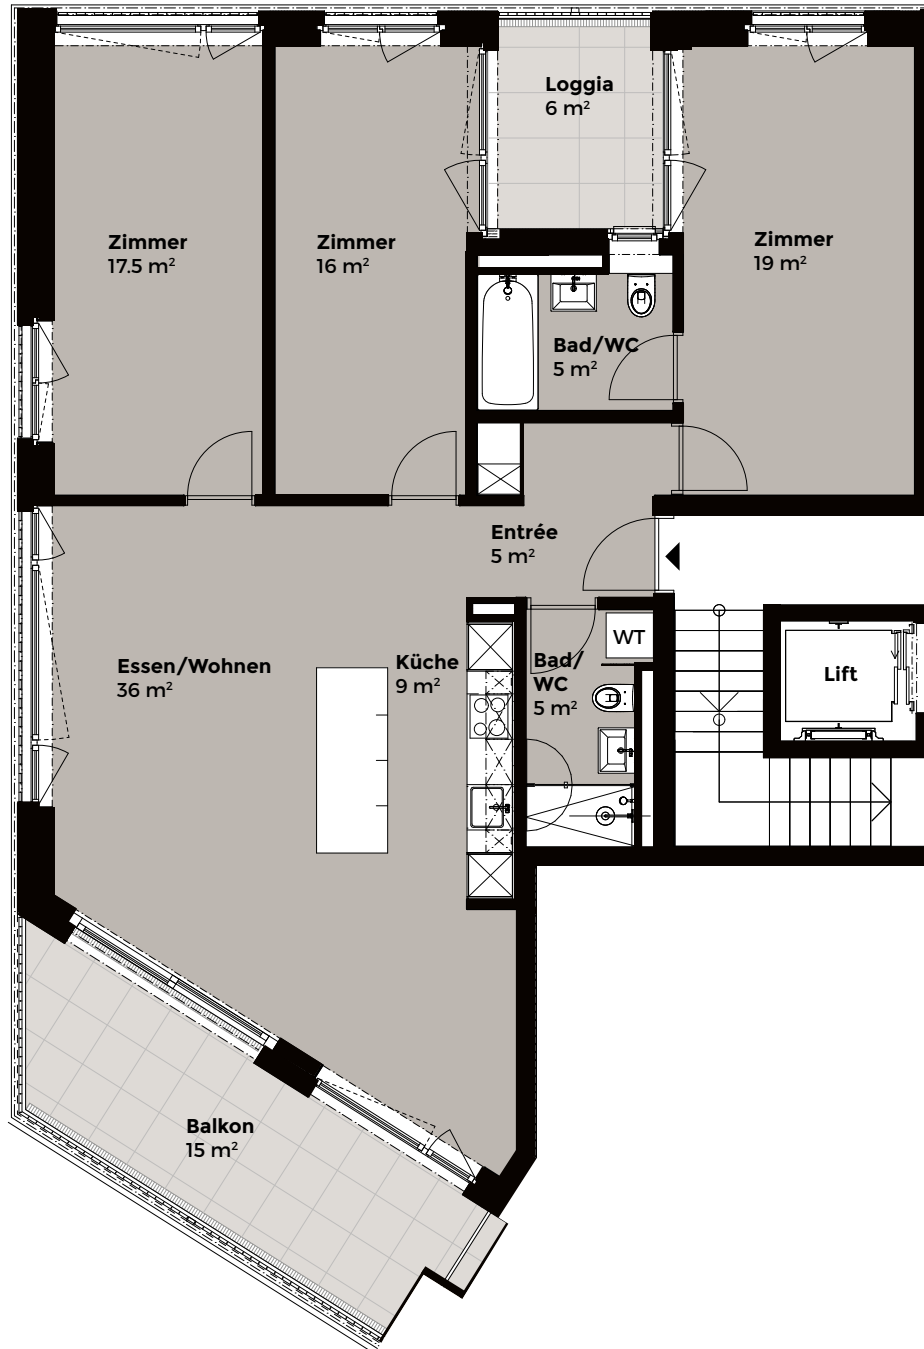 Loggia
6 m²
Zimmer
17.5 m²
Zimmer
16 m²
Zimmer
19 m²
Bad/WC
5 m²
Entrée
5 m²
Essen/Wohnen
36 m²
Küche
9 m²
Bad/
WC
5 m²
WT
Lift
Balkon
15 m²